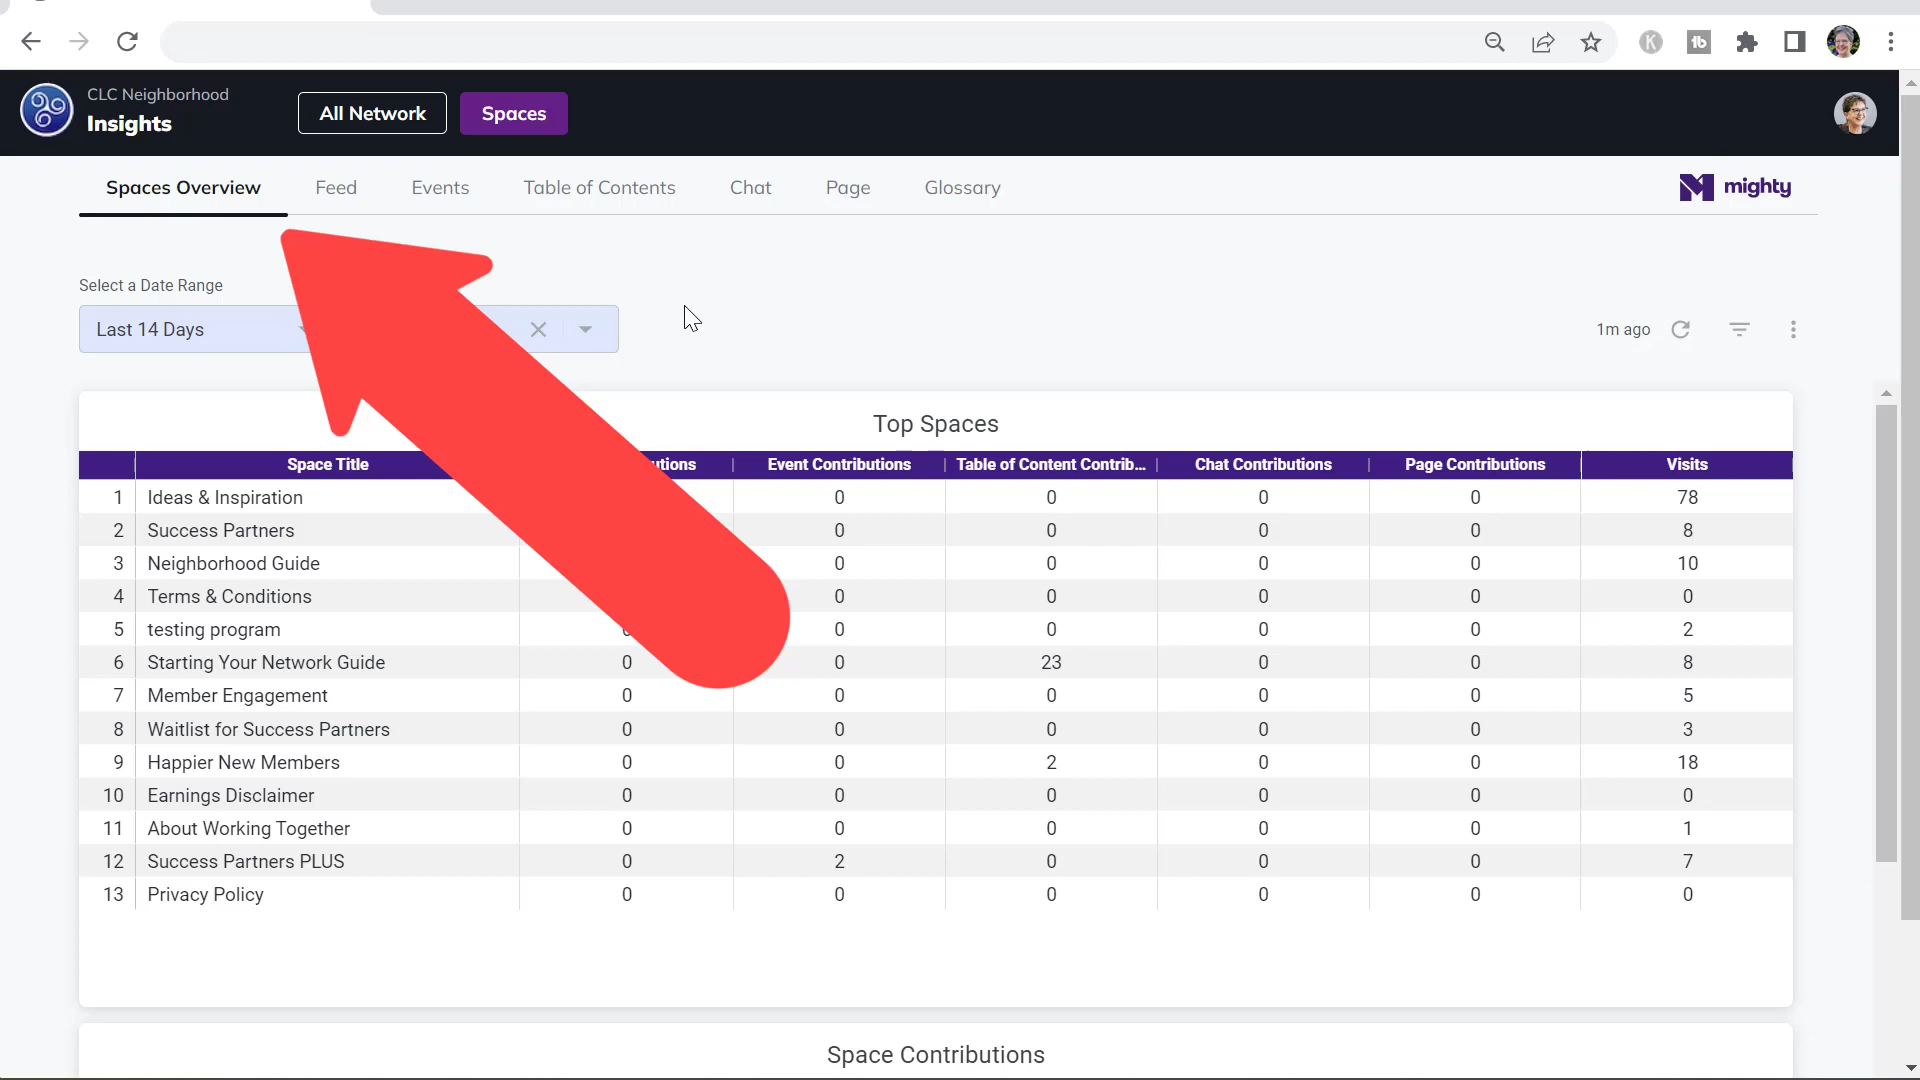 CLC Neighborhood
Insights
All Network
Spaces
Spaces Overview Feed Events Table of Contents Chat Page Glossary
mighty
Select a Date Range
Last 14 Days
1m ago
Top Spaces
Space Title Event Contributions Table of Content Contrib... Chat Contributions Page Contributions Visits
1 Ideas & Inspiration 0 0 0 0 78
2 Success Partners 0 0 0 0 8
3 Neighborhood Guide 0 0 0 0 10
4 Terms & Conditions 0 0 0 0 0
5 testing program 0 0 0 0 2
6 Starting Your Network Guide 0 0 23 0 0 8
7 Member Engagement 0 0 0 0 0 5
8 Waitlist for Success Partners 0 0 0 0 0 3
9 Happier New Members 0 0 2 0 0 18
10 Earnings Disclaimer 0 0 0 0 0 0
11 About Working Together 0 0 0 0 0 1
12 Success Partners PLUS 0 2 0 0 0 7
13 Privacy Policy 0 0 0 0 0 0
Space Contributions